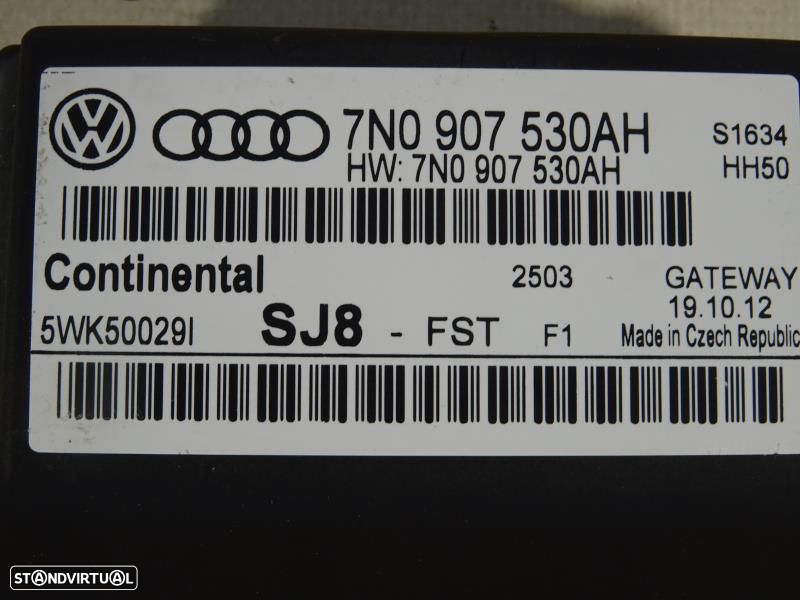 7N0 907 530AH S1634
HW: 7N0 907 530AH HH50
Continental 2503 GATEWAY
19.10.12
5WK50029I SJ8 - FST F1 Made in Czech Republic
STANDVIRTUAL